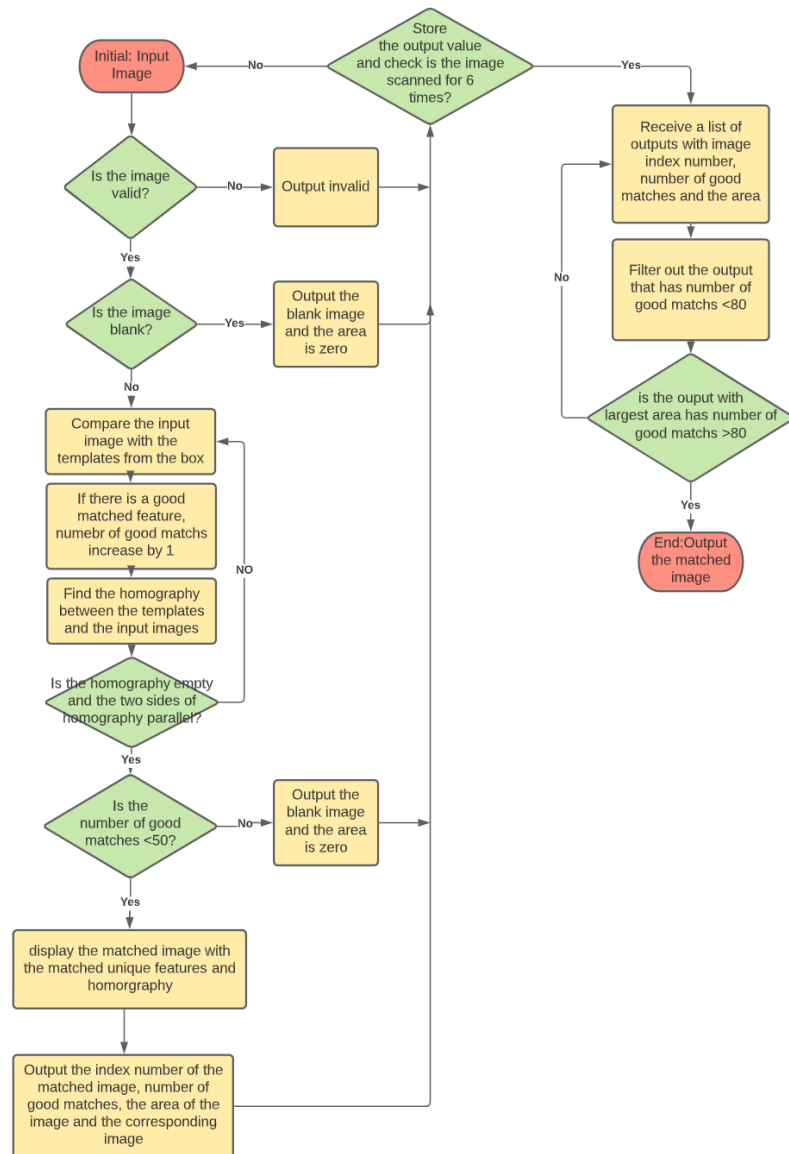 Initial: Input
Image
No
Store
the output value
and check is the image
scanned for 6
times?
Yes
Is the image
valid?
No
Output invalid
Yes
Is the image
blank?
Yes
Output the
blank image
and the area
is zero
No
Compare the input
image with the
templates from the box
If there is a good
matched feature,
numebr of good matchs
increase by 1
Find the homography
between the templates
and the input images
NO
Is the homography empty
and the two sides of
homography parallel?
Yes
Is the
number of good
matches <50?
No
Output the
blank image
and the area
is zero
Yes
display the matched image with
the matched unique features and
homorgraphy
Output the index number of the
matched image, number of
good matches, the area of the
image and the corresponding
image
Receive a list of
outputs with image
index number,
number of good
matches and the area
Filter out the output
that has number of
good matchs <80
No
is the ouput with
largest area has number of
good matchs >80
Yes
End:Output
the matched
image